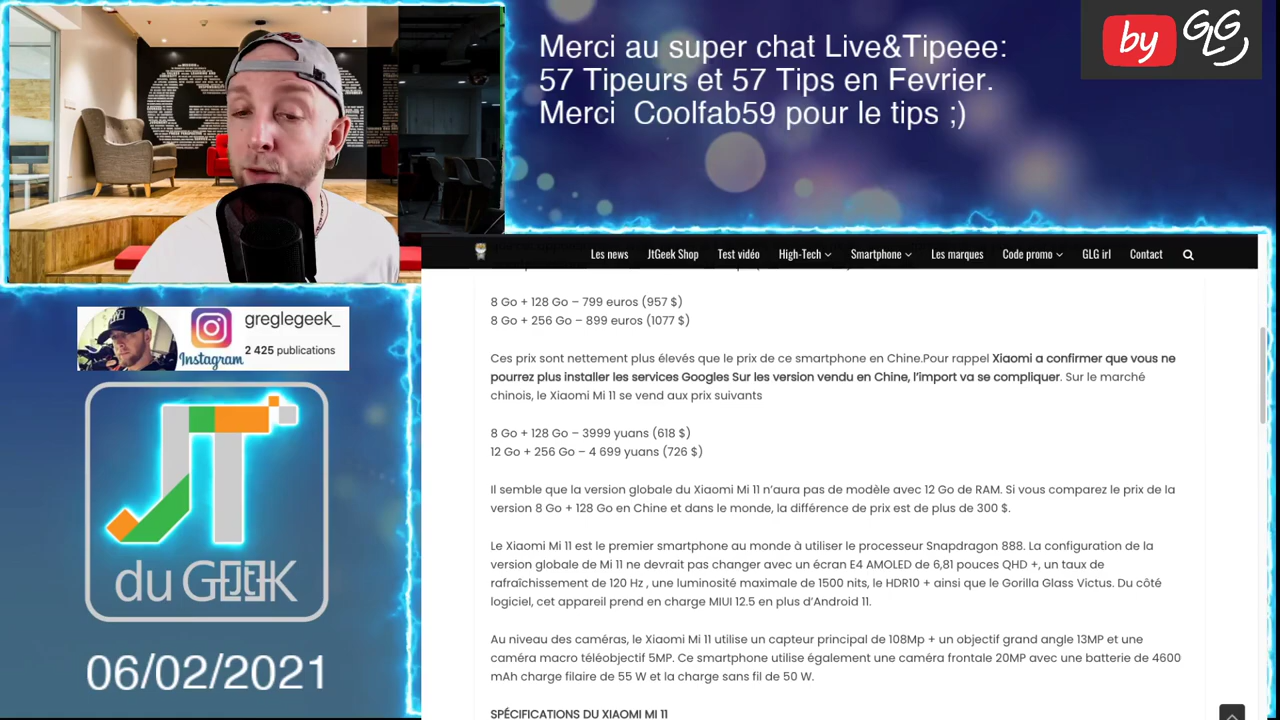 Merci au super chat Live&Tipeee:
57 Tipeurs et 57 Tips en Fevrier.
Merci Coolfab59 pour le tips ;)
by GLG
greglegeek_
2 425 publications
Instagram
JT
du GEEK
06/02/2021
Les news JtGeek Shop Test vidéo High-Tech Smartphone Les marques Code promo GLG irl Contact
8 Go + 128 Go – 799 euros (957 $)
8 Go + 256 Go – 899 euros (1077 $)
Ces prix sont nettement plus élevés que le prix de ce smartphone en Chine.Pour rappel Xiaomi a confirmer que vous ne
pourrez plus installer les services Googles Sur les version vendu en Chine, l’import va se compliquer. Sur le marché
chinois, le Xiaomi Mi 11 se vend aux prix suivants
8 Go + 128 Go – 3999 yuans (618 $)
12 Go + 256 Go – 4 699 yuans (726 $)
Il semble que la version globale du Xiaomi Mi 11 n’aura pas de modèle avec 12 Go de RAM. Si vous comparez le prix de la
version 8 Go + 128 Go en Chine et dans le monde, la différence de prix est de plus de 300 $.
Le Xiaomi Mi 11 est le premier smartphone au monde à utiliser le processeur Snapdragon 888. La configuration de la
version globale de Mi 11 ne devrait pas changer avec un écran E4 AMOLED de 6,81 pouces QHD +, un taux de
rafraîchissement de 120 Hz , une luminosité maximale de 1500 nits, le HDR10 + ainsi que le Gorilla Glass Victus. Du côté
logiciel, cet appareil prend en charge MIUI 12.5 en plus d’Android 11.
Au niveau des caméras, le Xiaomi Mi 11 utilise un capteur principal de 108Mp + un objectif grand angle 13MP et une
caméra macro téléobjectif 5MP. Ce smartphone utilise également une caméra frontale 20MP avec une batterie de 4600
mAh charge filaire de 55 W et la charge sans fil de 50 W.
SPÉCIFICATIONS DU XIAOMI MI 11